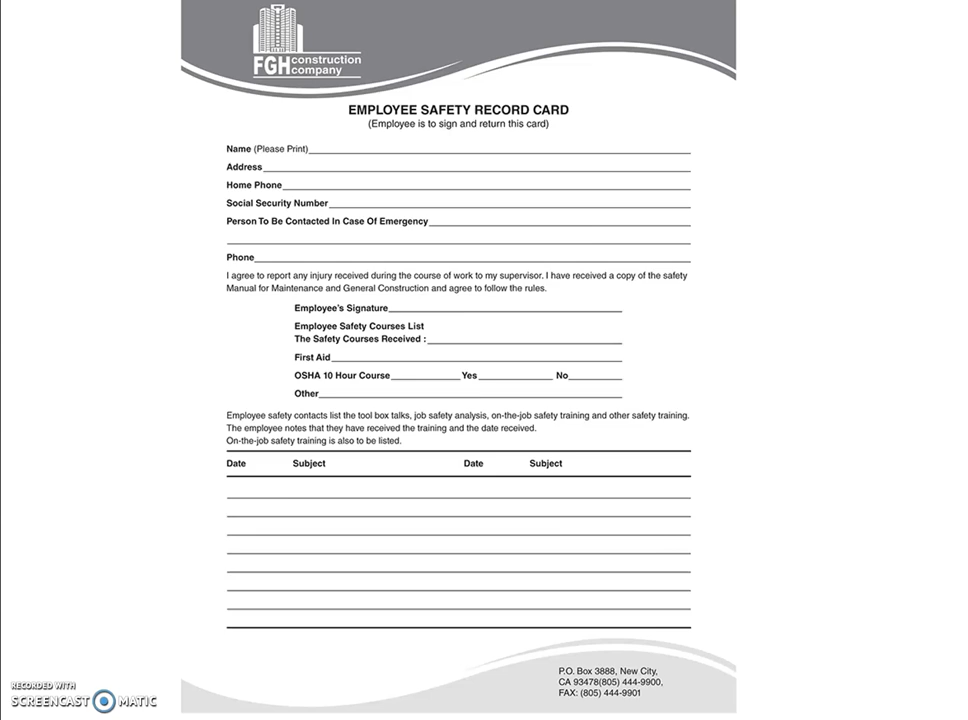 FGH construction
company
EMPLOYEE SAFETY RECORD CARD
(Employee is to sign and return this card)
Name (Please Print)
Address
Home Phone
Social Security Number
Person To Be Contacted In Case Of Emergency
Phone
I agree to report any injury received during the course of work to my supervisor. I have received a copy of the safety
Manual for Maintenance and General Construction and agree to follow the rules.
Employee's Signature
Employee Safety Courses List
The Safety Courses Received :
First Aid
OSHA 10 Hour Course Yes No
Other
Employee safety contacts list the tool box talks, job safety analysis, on-the-job safety training and other safety training.
The employee notes that they have received the training and the date received.
On-the-job safety training is also to be listed.
Date Subject Date Subject
P.O. Box 3888, New City,
CA 93478(805) 444-9900,
FAX: (805) 444-9901
RECORDED WITH
SCREENCAST MATIC